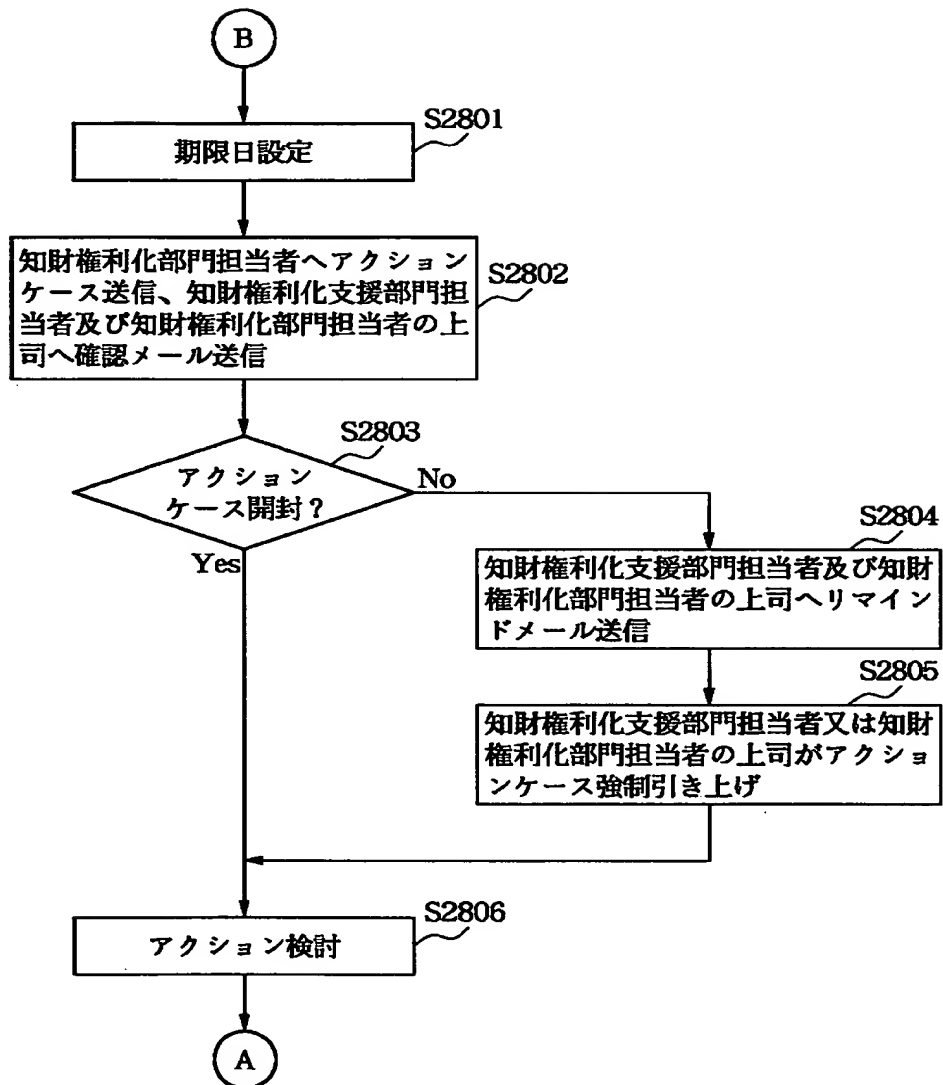 B
S2801
期限日設定
S2802
知財権利化部門担当者へアクション
ケース送信、知財権利化支援部門担
当者及び知財権利化部門担当者の上
司へ確認メール送信
S2803
アクション
ケース開封？
No
Yes
S2804
知財権利化支援部門担当者及び知財
権利化部門担当者の上司へリマイン
ドメール送信
S2805
知財権利化支援部門担当者又は知財
権利化部門担当者の上司がアクショ
ンケース強制引き上げ
S2806
アクション検討
A